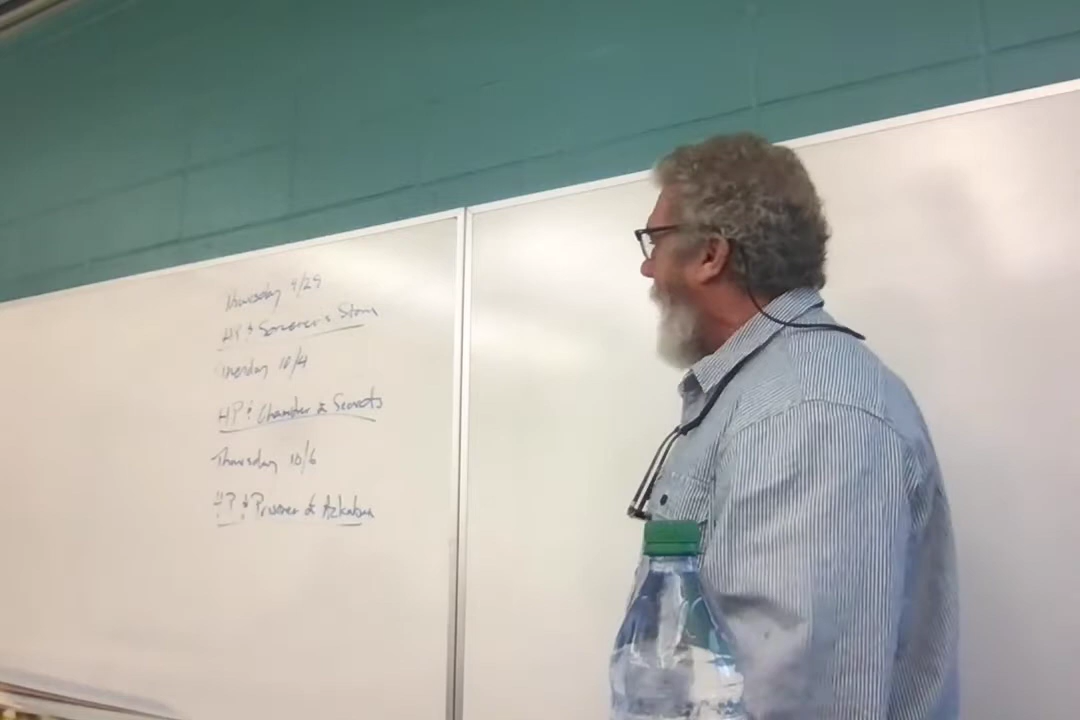 Thursday 9/29
HP & Sorcerer's Stone
Tuesday 10/4
HP & Chamber of Secrets
Thursday 10/6
HP & Prisoner of Azkaban